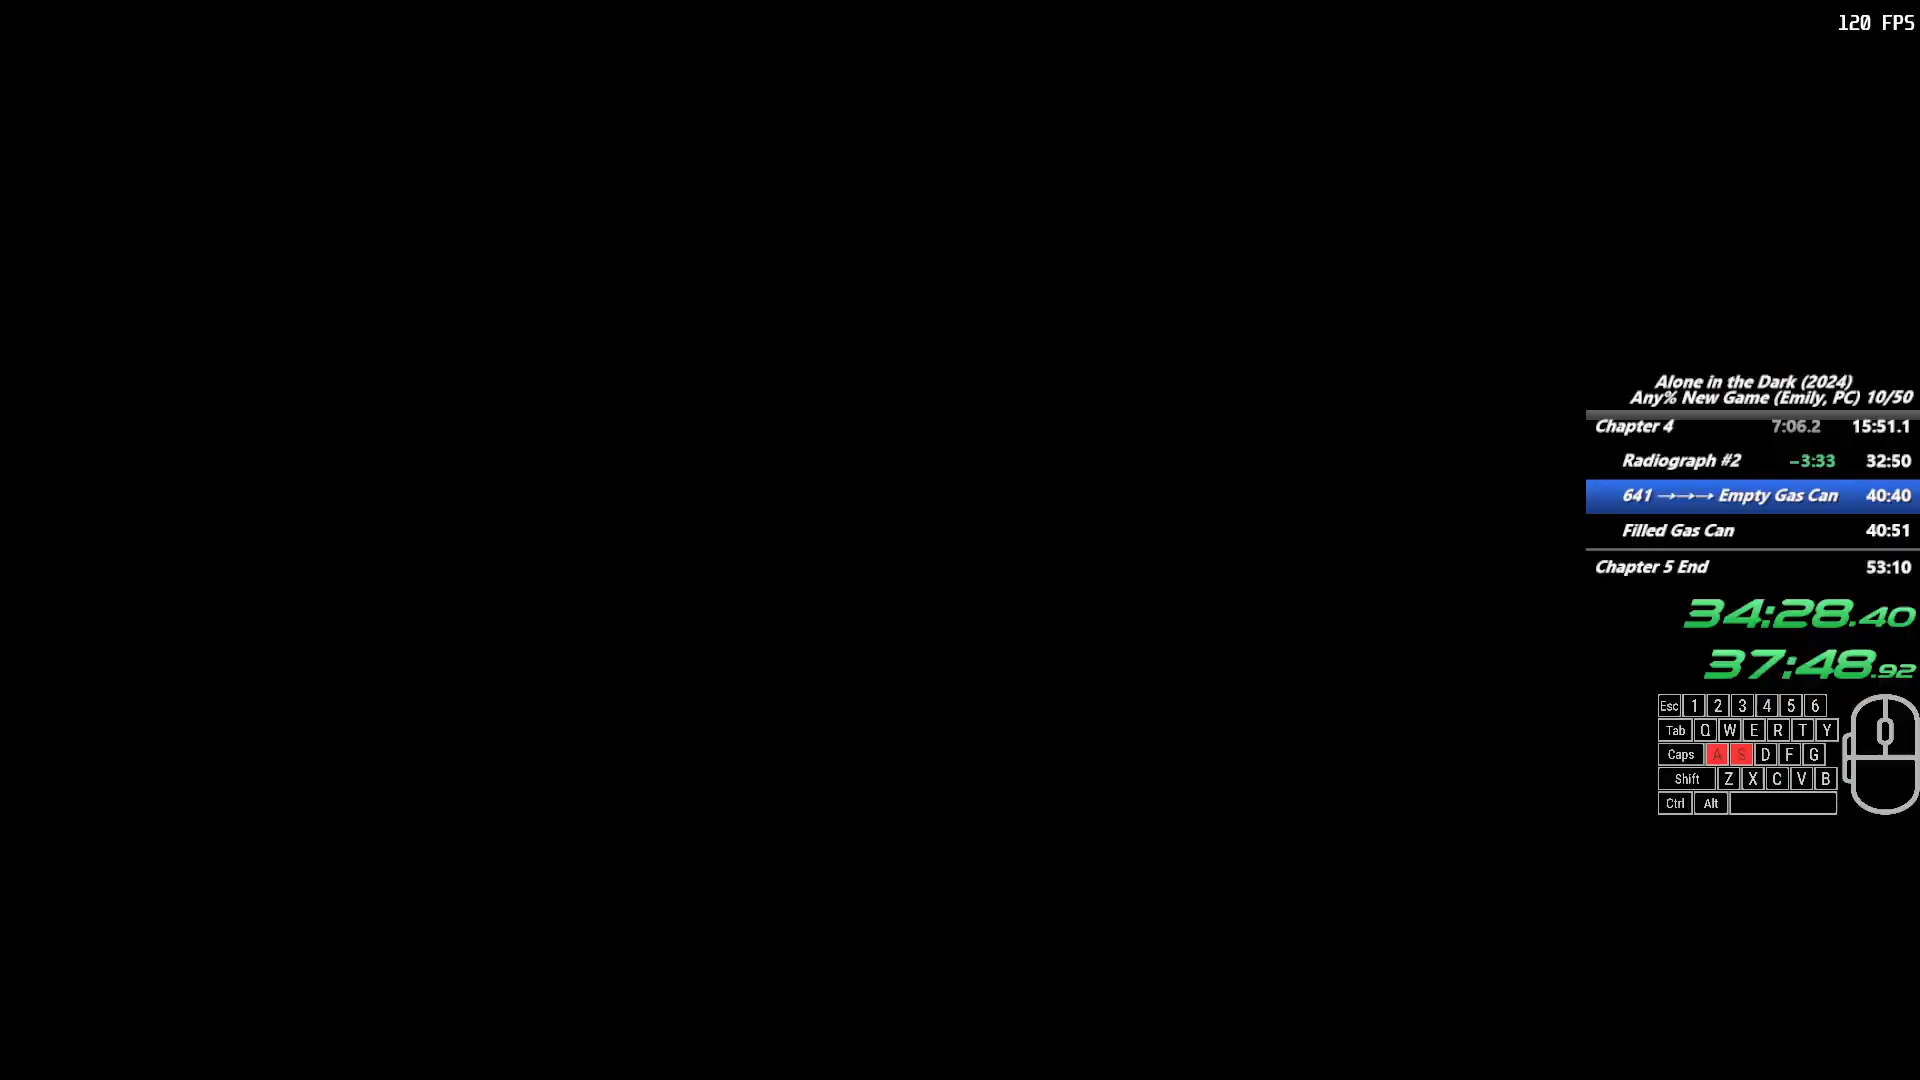 120 FPS
Alone in the Dark (2024)
Any% New Game (Emily, PC) 10/50
Chapter 4 7:06.2 15:51.1
Radiograph #2 −3:33 32:50
641 →→→ Empty Gas Can 40:40
Filled Gas Can 40:51
Chapter 5 End 53:10
34:28.40
37:48.92
Esc 1 2 3 4 5 6
Tab Q W E R T Y
Caps A S D F G
Shift Z X C V B
Ctrl Alt